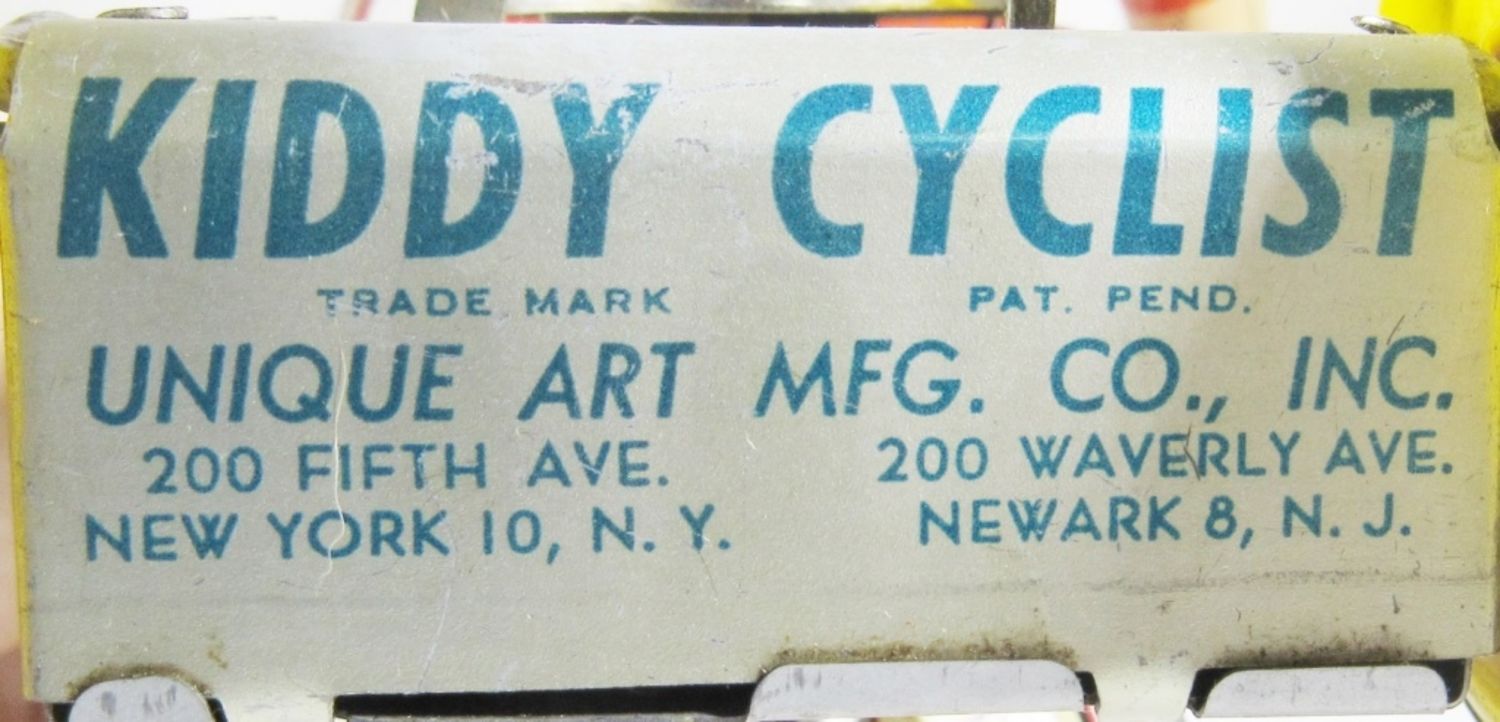 KIDDY CYCLIST
TRADE MARK PAT. PEND.
UNIQUE ART MFG. CO., INC.
200 FIFTH AVE. 200 WAVERLY AVE.
NEW YORK 10, N. Y. NEWARK 8, N. J.